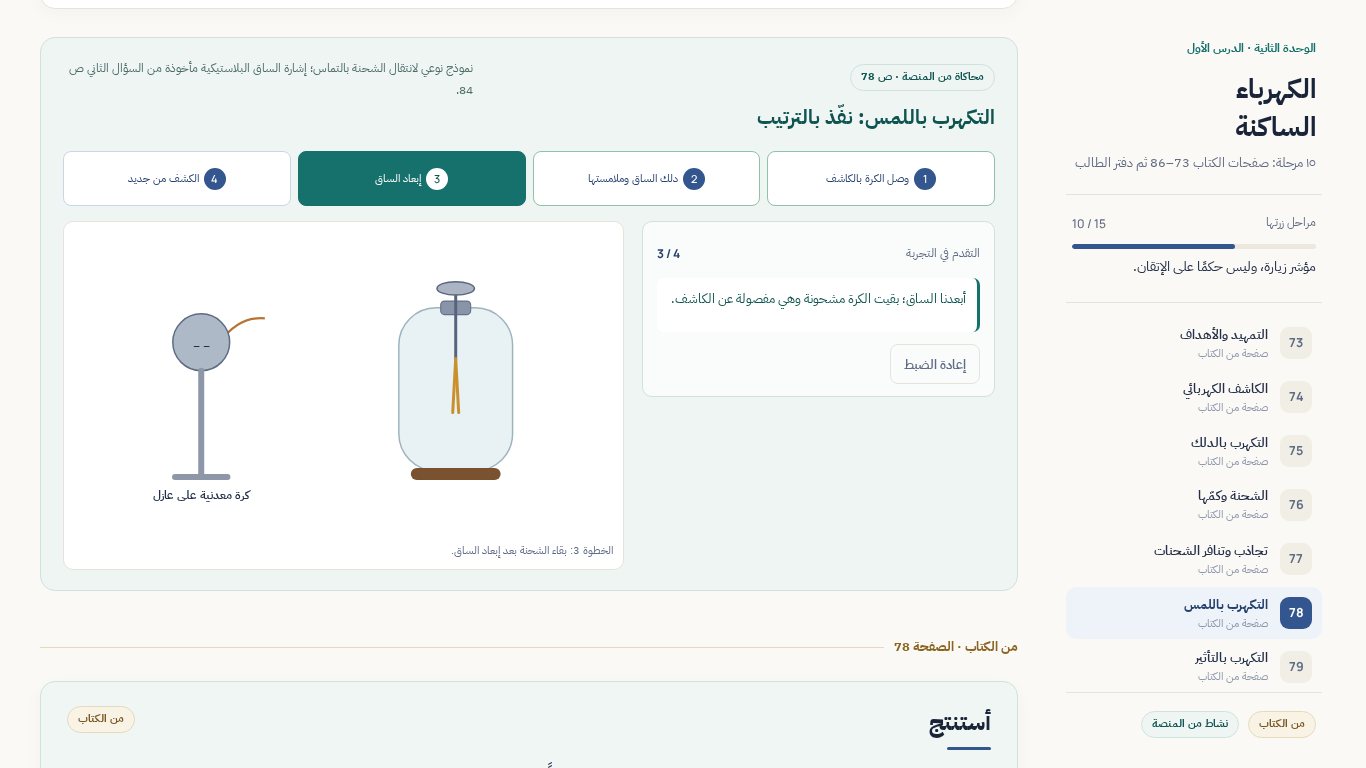 الوحدة الثانية · الدرس الأول
الكهرباء
الساكنة
١٥ مرحلة: صفحات الكتاب 73–86 ثم دفتر الطالب
مراحل زرتها
10 / 15
مؤشر زيارة، وليس حكمًا على الإتقان.
73
التمهيد والأهداف
صفحة من الكتاب
74
الكاشف الكهربائي
صفحة من الكتاب
75
التكهرب بالدلك
صفحة من الكتاب
76
الشحنة وكمّها
صفحة من الكتاب
77
تجاذب وتنافر الشحنات
صفحة من الكتاب
78
التكهرب باللمس
صفحة من الكتاب
79
التكهرب بالتأثير
صفحة من الكتاب
من الكتاب
نشاط من المنصة
محاكاة من المنصة · ص 78
التكهرب باللمس: نفّذ بالترتيب
نموذج نوعي لانتقال الشحنة بالتماس؛ إشارة الساق البلاستيكية مأخوذة من السؤال الثاني ص
84.
1 وصل الكرة بالكاشف
2 دلك الساق وملامستها
3 إبعاد الساق
4 الكشف من جديد
التقدم في التجربة
3 / 4
أبعدنا الساق؛ بقيت الكرة مشحونة وهي مفصولة عن الكاشف.
إعادة الضبط
– –
كرة معدنية على عازل
الخطوة 3: بقاء الشحنة بعد إبعاد الساق.
من الكتاب · الصفحة 78
أستنتج
من الكتاب